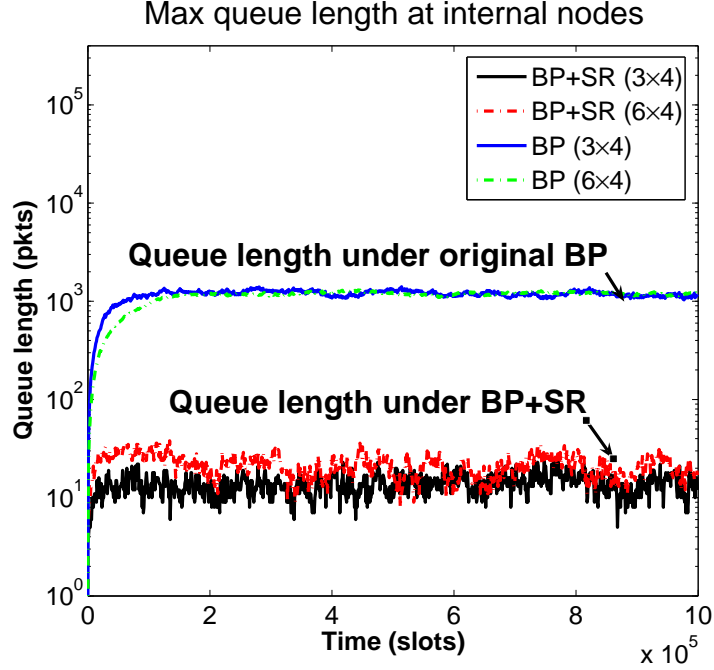 Max queue length at internal nodes
BP+SR (3×4)
BP+SR (6×4)
BP (3×4)
BP (6×4)
10^5
10^4
10^3
10^2
10^1
10^0
Queue length (pkts)
Queue length under original BP
Queue length under BP+SR
0 2 4 6 8 10
x 10^5
Time (slots)